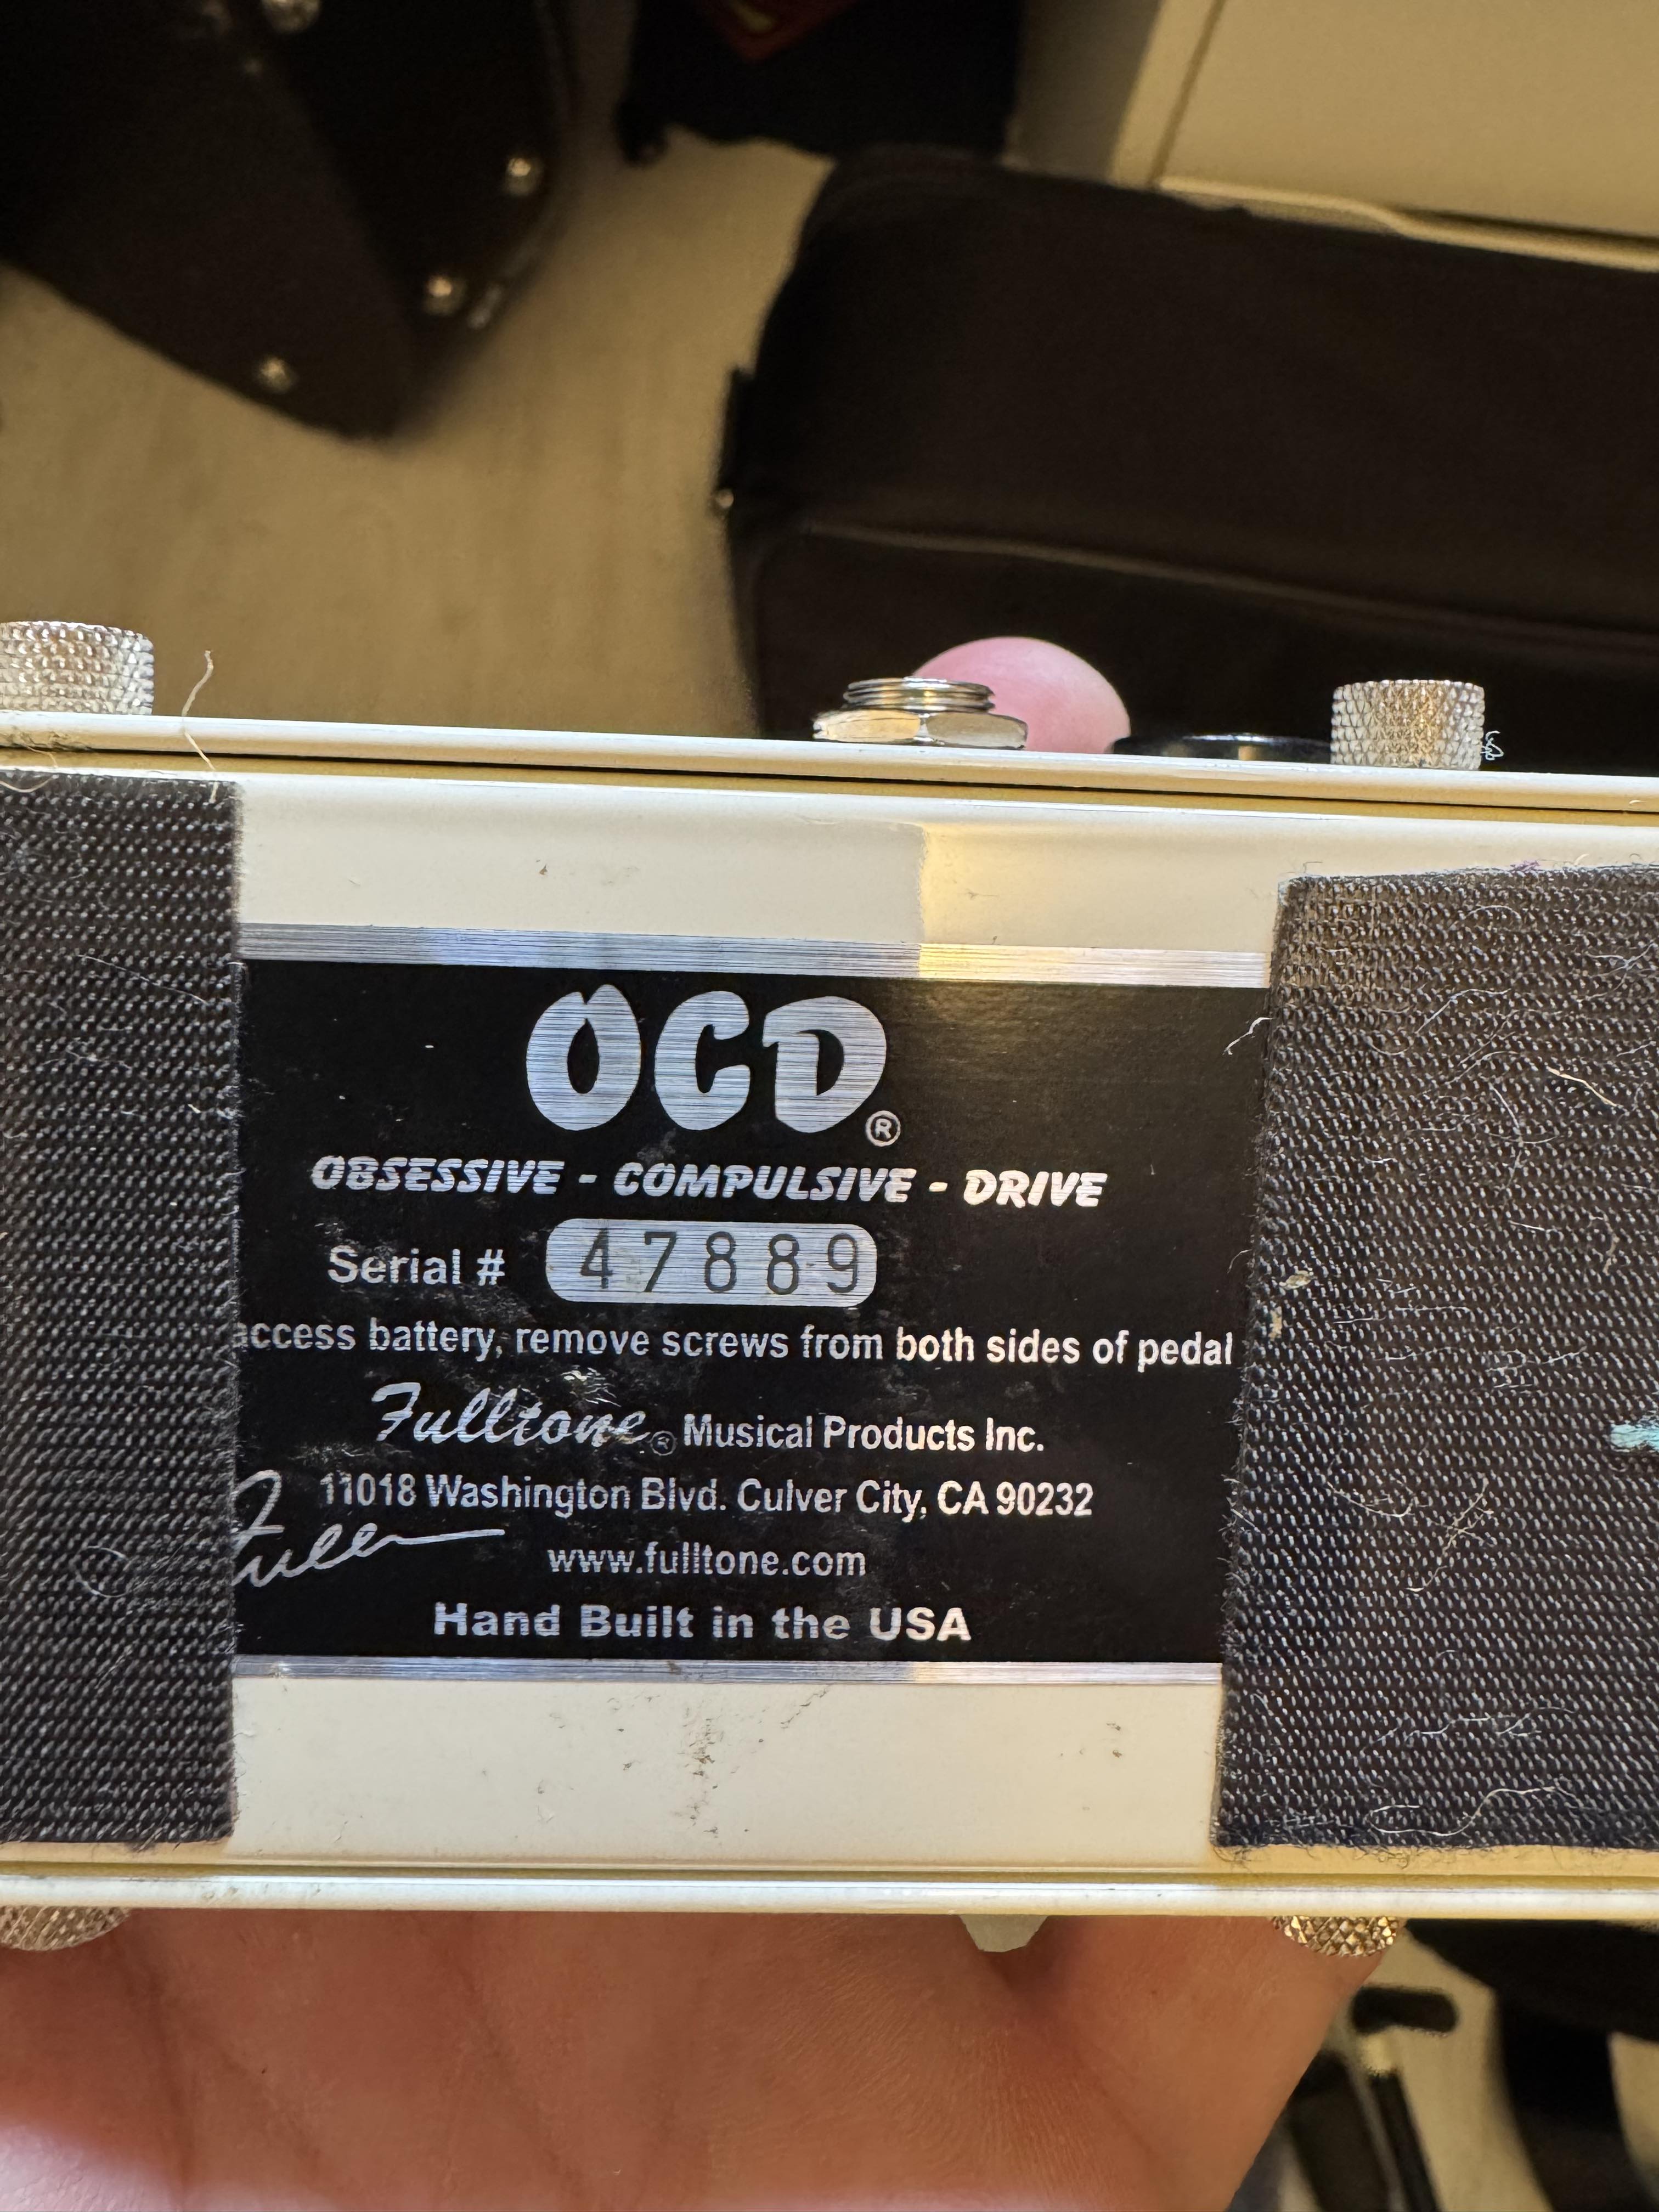 OCD®
OBSESSIVE - COMPULSIVE - DRIVE
Serial # 47889
access battery, remove screws from both sides of pedal
Fulltone® Musical Products Inc.
11018 Washington Blvd. Culver City, CA 90232
Fuller
www.fulltone.com
Hand Built in the USA